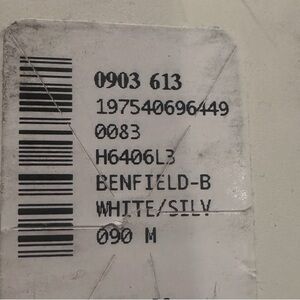 0903 613
197540696449
0083
H6406L3
BENFIELD-B
WHITE/SILV
090 M